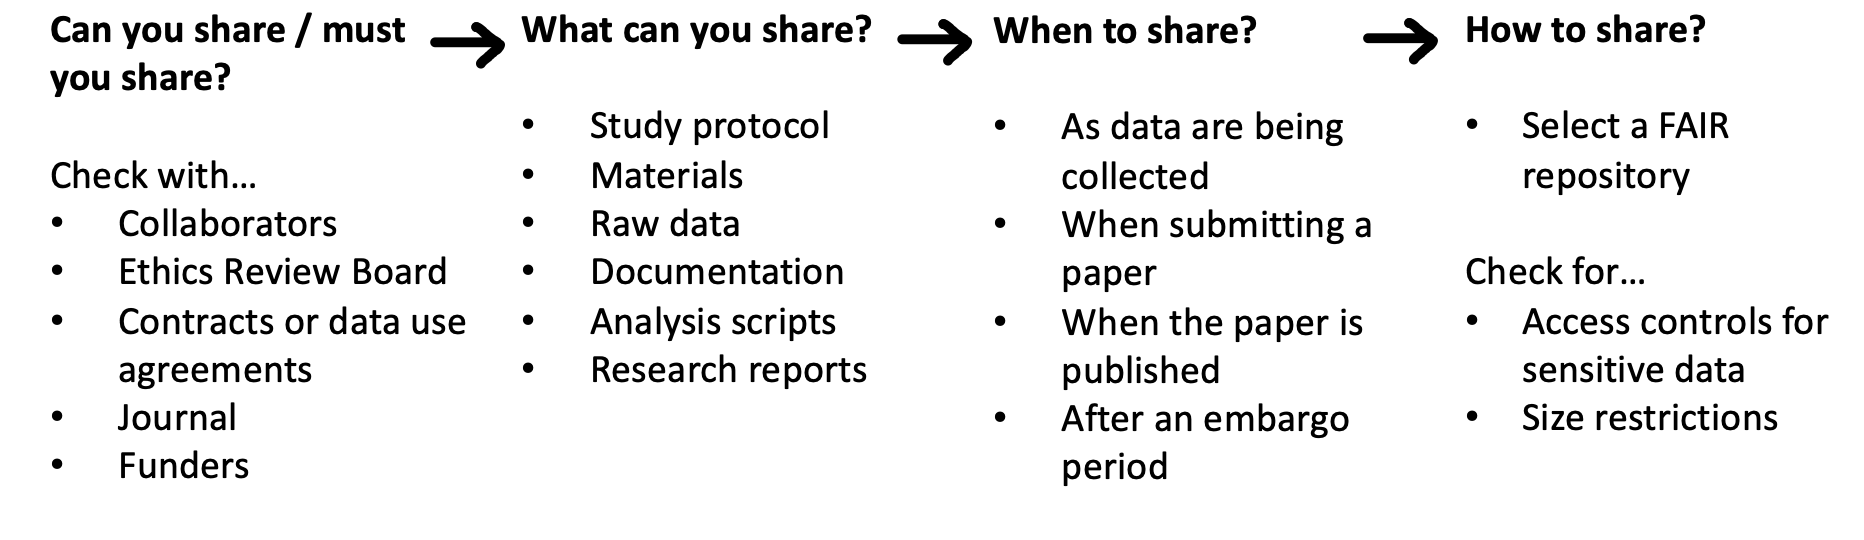 Can you share / must
you share?
Check with…
• Collaborators
• Ethics Review Board
• Contracts or data use
agreements
• Journal
• Funders
What can you share?
• Study protocol
• Materials
• Raw data
• Documentation
• Analysis scripts
• Research reports
When to share?
• As data are being
collected
• When submitting a
paper
• When the paper is
published
• After an embargo
period
How to share?
• Select a FAIR
repository
Check for…
• Access controls for
sensitive data
• Size restrictions